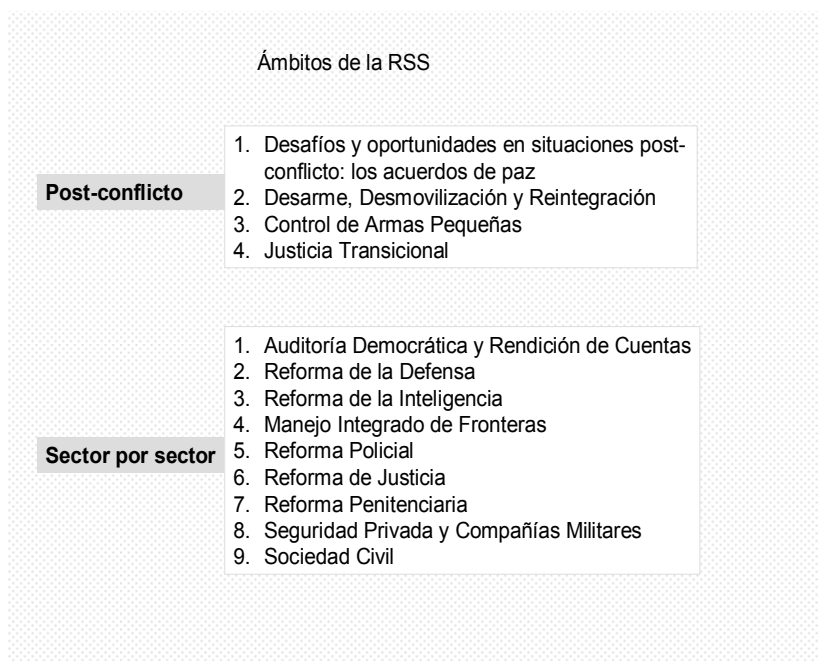 Ámbitos de la RSS
Post-conflicto
1. Desafíos y oportunidades en situaciones post-
conflicto: los acuerdos de paz
2. Desarme, Desmovilización y Reintegración
3. Control de Armas Pequeñas
4. Justicia Transicional
Sector por sector
1. Auditoría Democrática y Rendición de Cuentas
2. Reforma de la Defensa
3. Reforma de la Inteligencia
4. Manejo Integrado de Fronteras
5. Reforma Policial
6. Reforma de Justicia
7. Reforma Penitenciaria
8. Seguridad Privada y Compañías Militares
9. Sociedad Civil